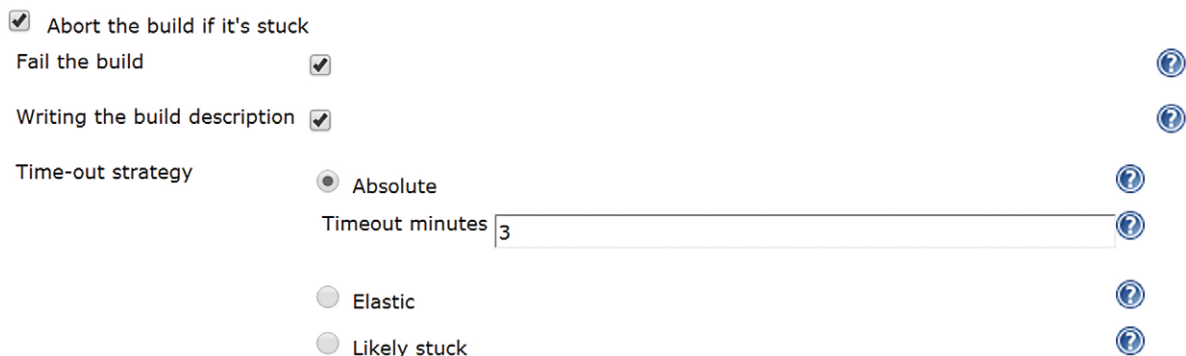 Abort the build if it's stuck
Fail the build
Writing the build description
Time-out strategy
Absolute
Timeout minutes 3
Elastic
Likely stuck